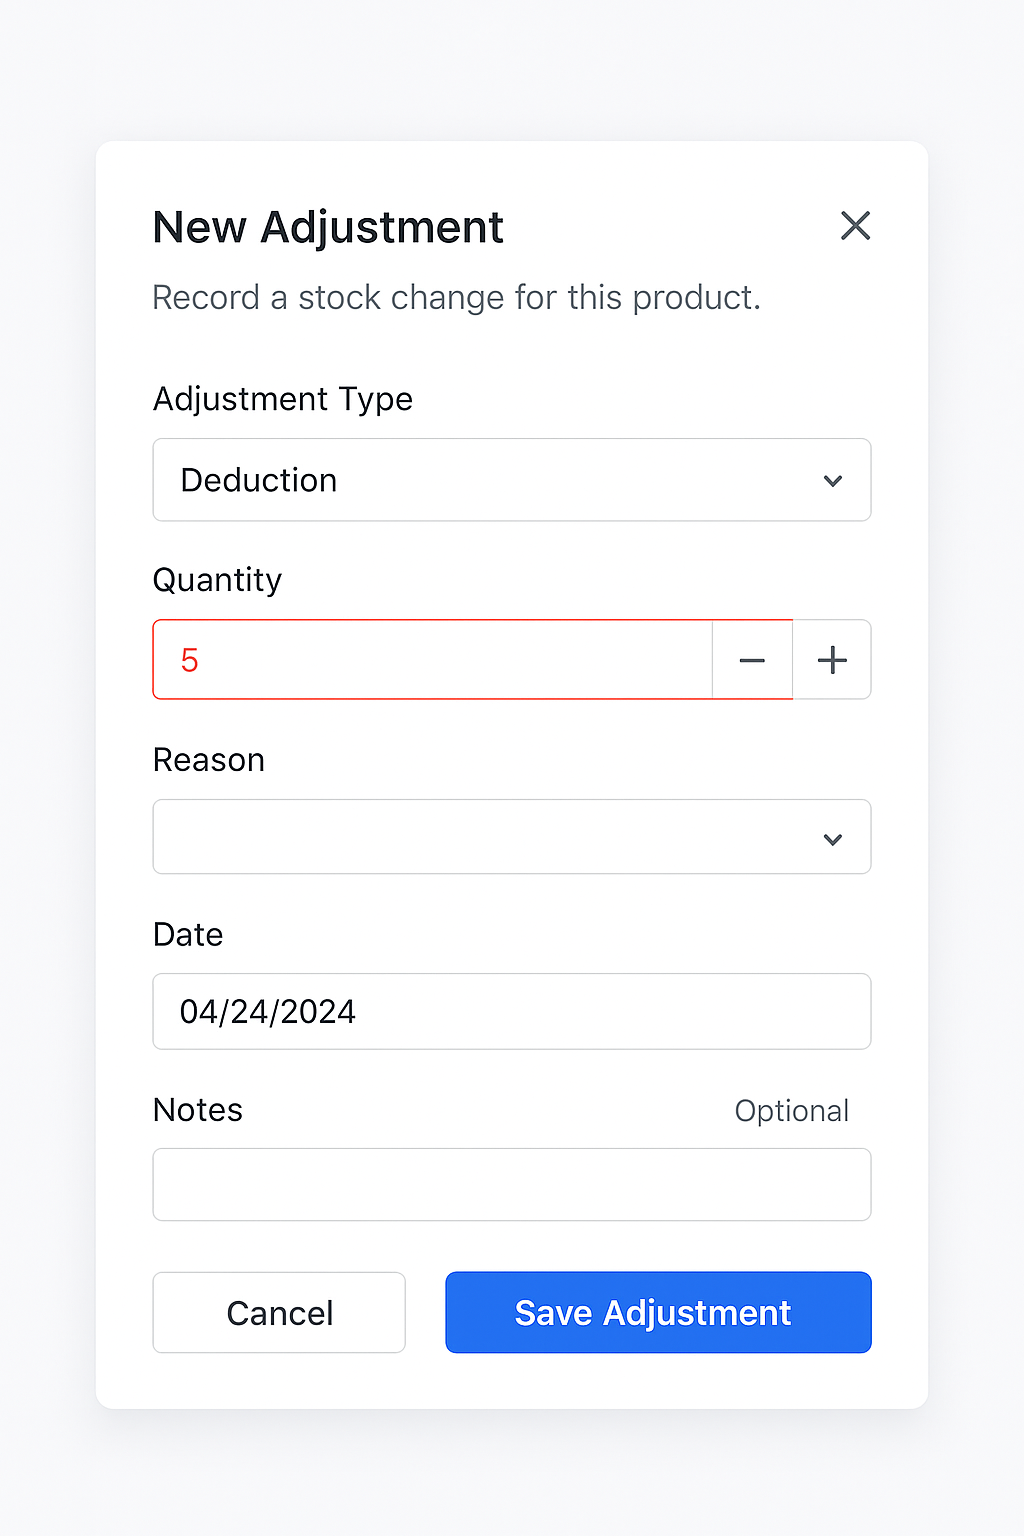 New Adjustment
Record a stock change for this product.
Adjustment Type
Deduction
Quantity
5
Reason
Date
04/24/2024
Notes Optional
Cancel Save Adjustment